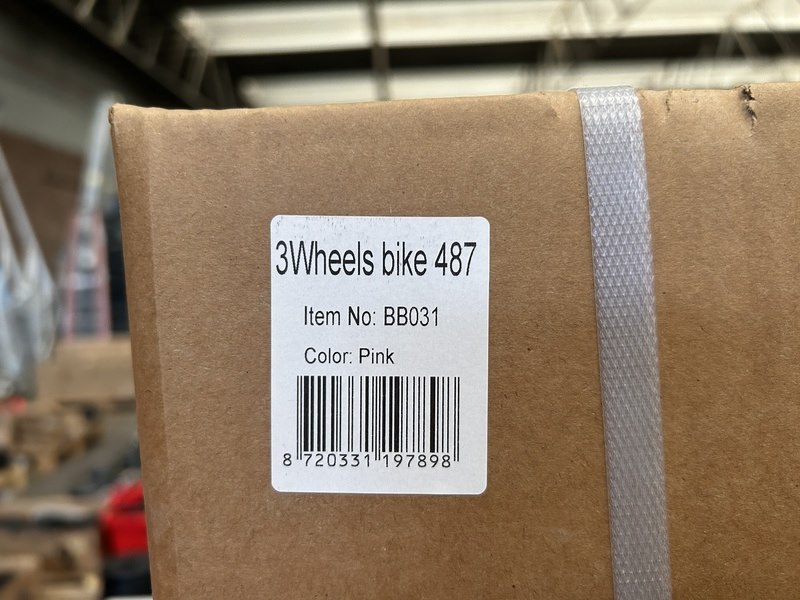 3Wheels bike 487
Item No: BB031
Color: Pink
8 720331 197898